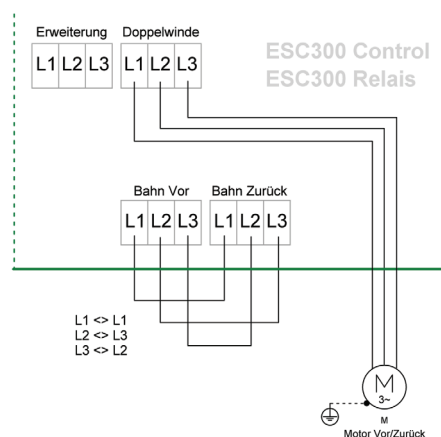 Erweiterung Doppelwinde
ESC300 Control
ESC300 Relais
L1 L2 L3 L1 L2 L3
Bahn Vor Bahn Zurück
L1 L2 L3 L1 L2 L3
L1 <> L1
L2 <> L3
L3 <> L2
M
3~
M
Motor Vor/Zurück